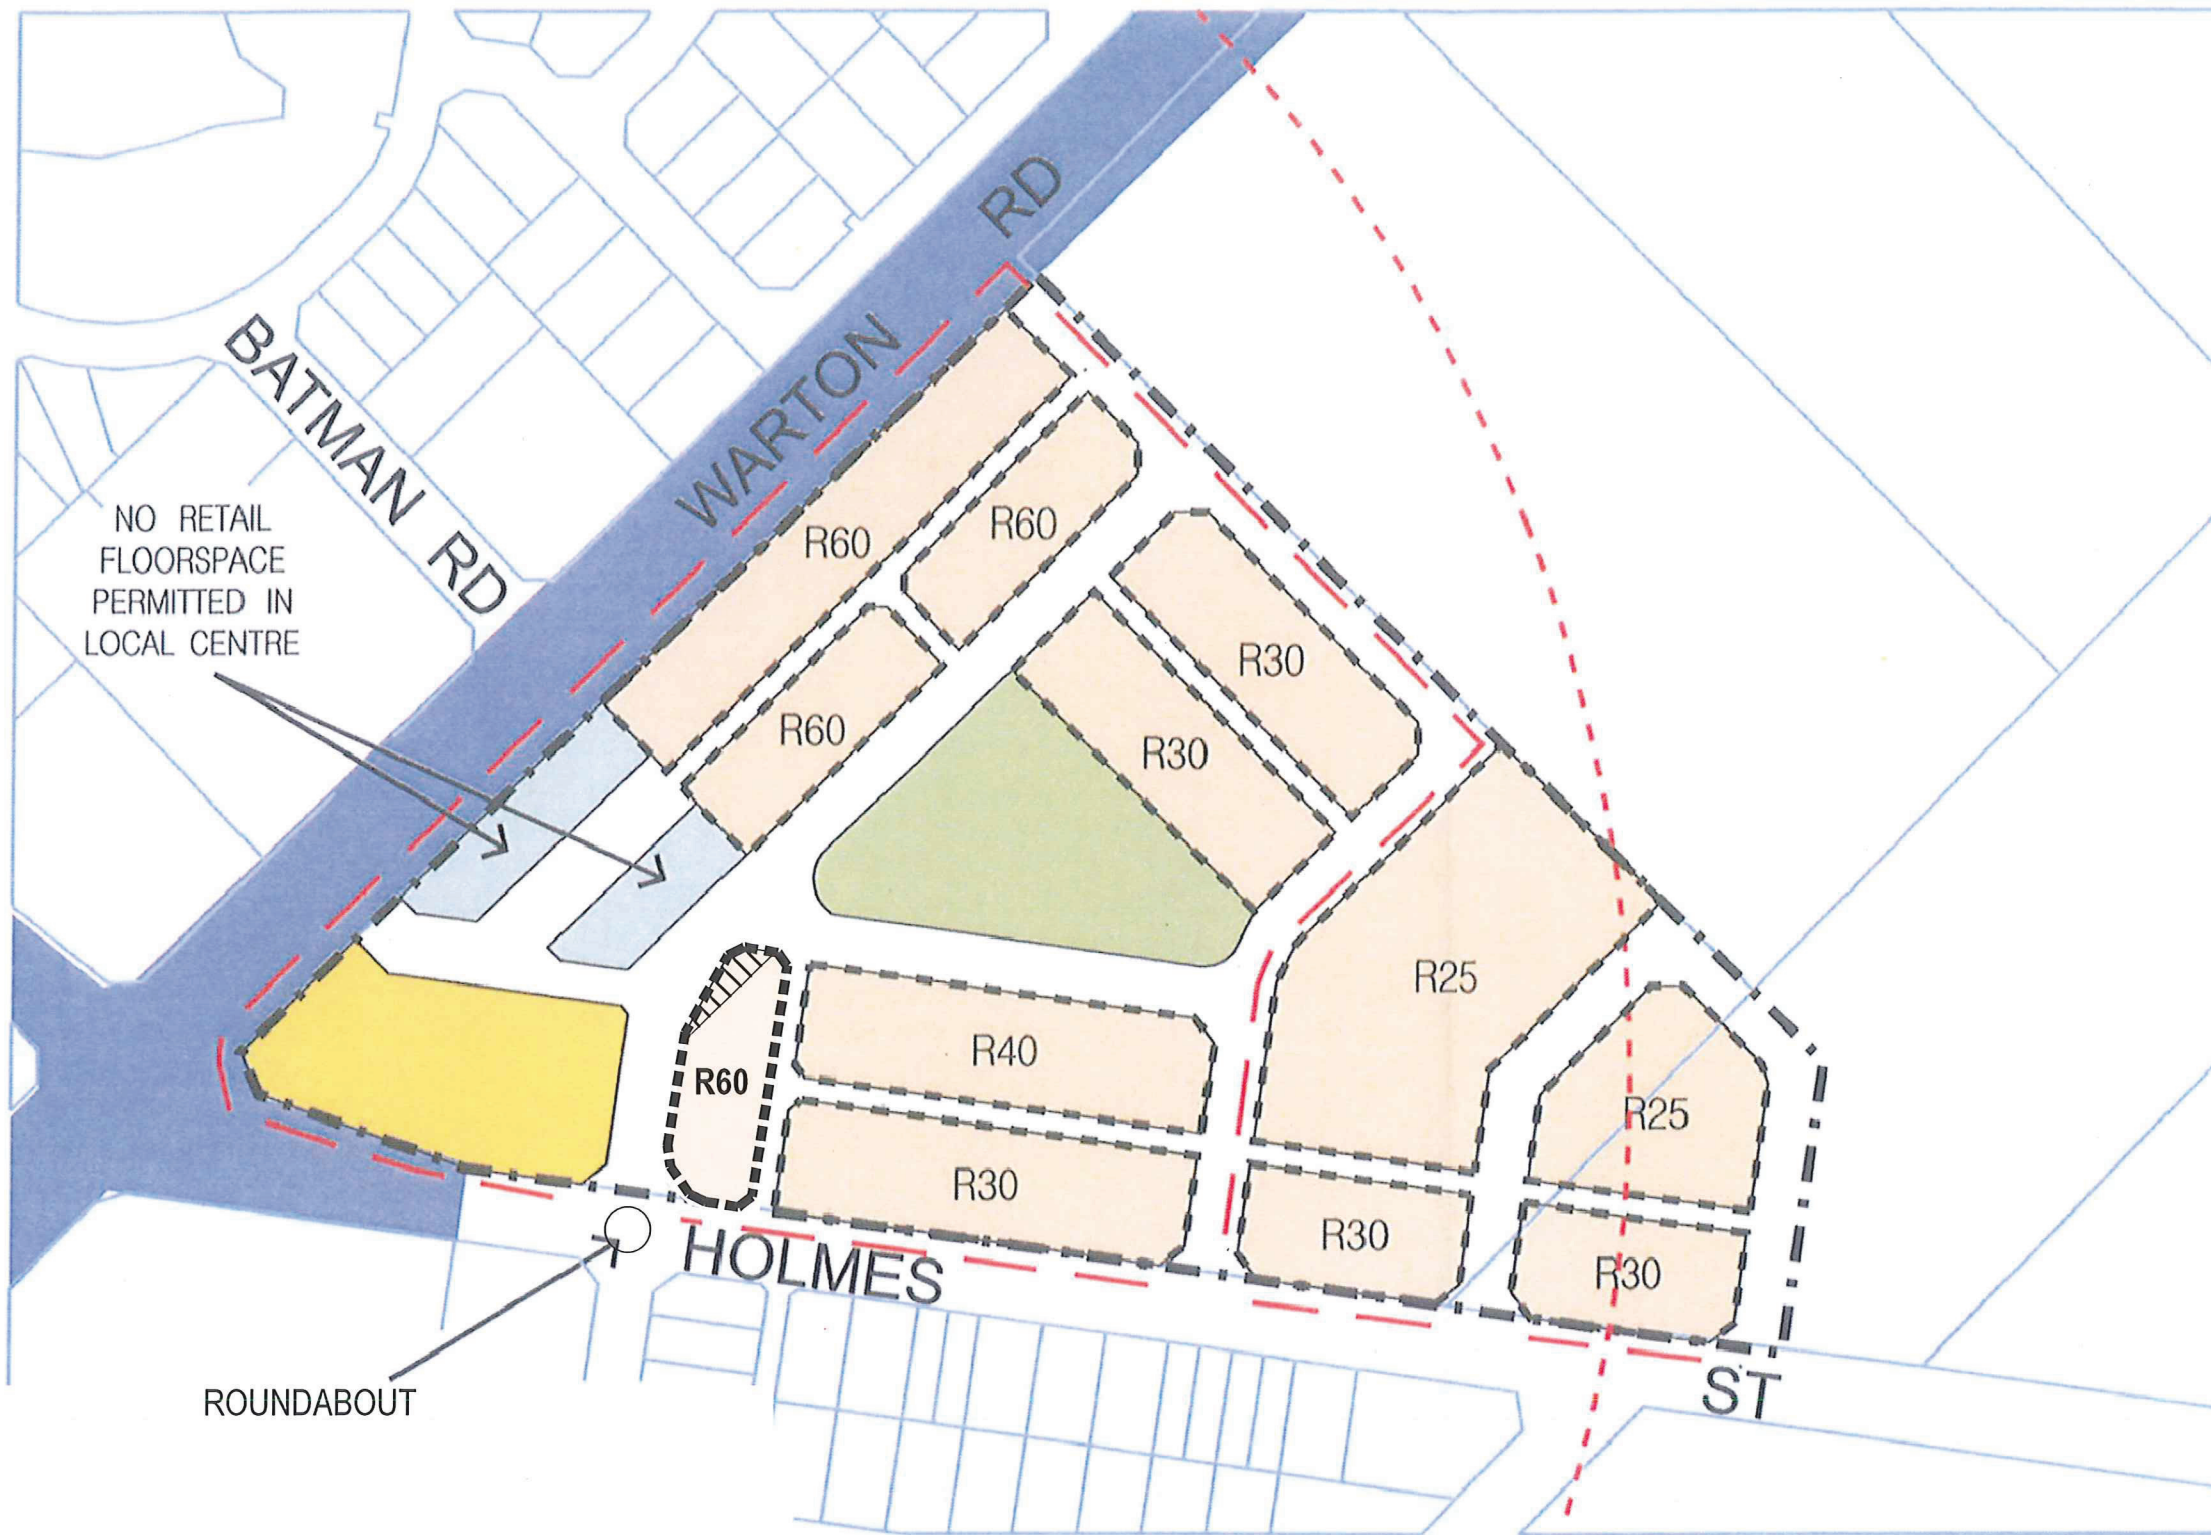 RD
WARTON
BATMAN RD
NO RETAIL
FLOORSPACE
PERMITTED IN
LOCAL CENTRE
R60
R60
R30
R60
R30
R25
R40
R60
R25
R30
R30
R30
HOLMES
ST
ROUNDABOUT